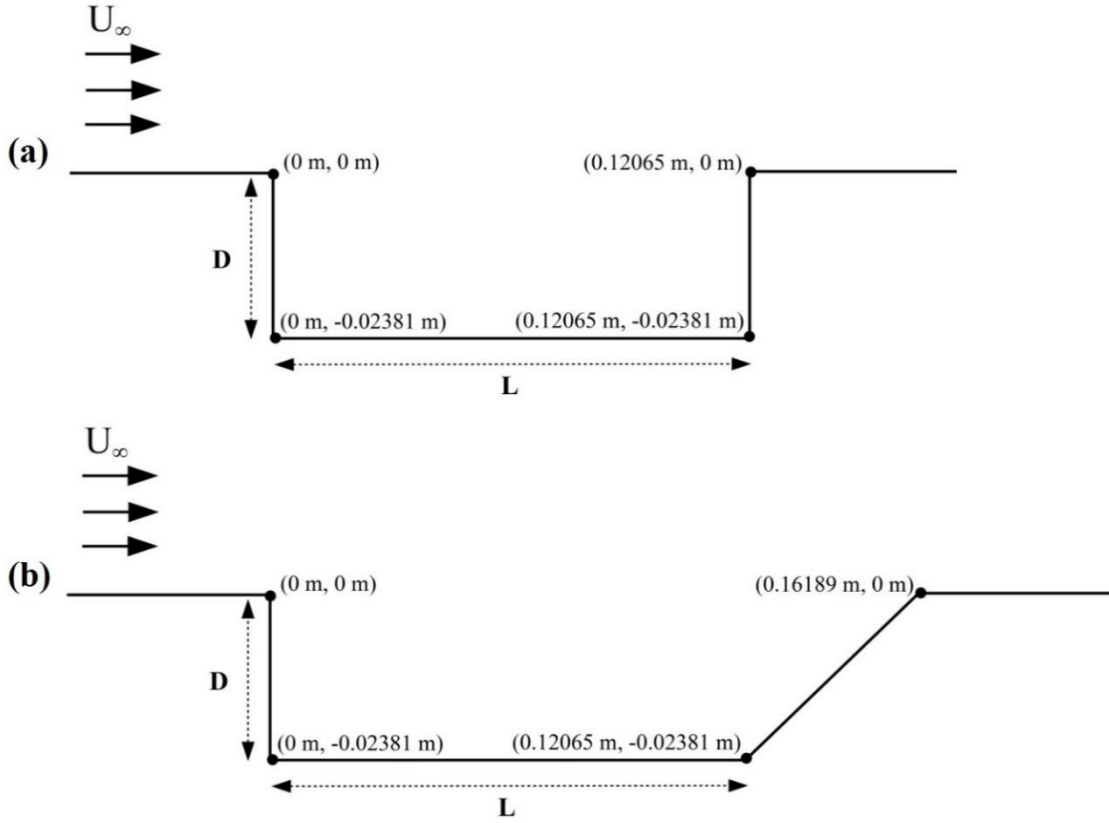 U∞
(a)
(0 m, 0 m) (0.12065 m, 0 m)
D
(0 m, -0.02381 m) (0.12065 m, -0.02381 m)
L
U∞
(b)
(0 m, 0 m) (0.16189 m, 0 m)
D
(0 m, -0.02381 m) (0.12065 m, -0.02381 m)
L